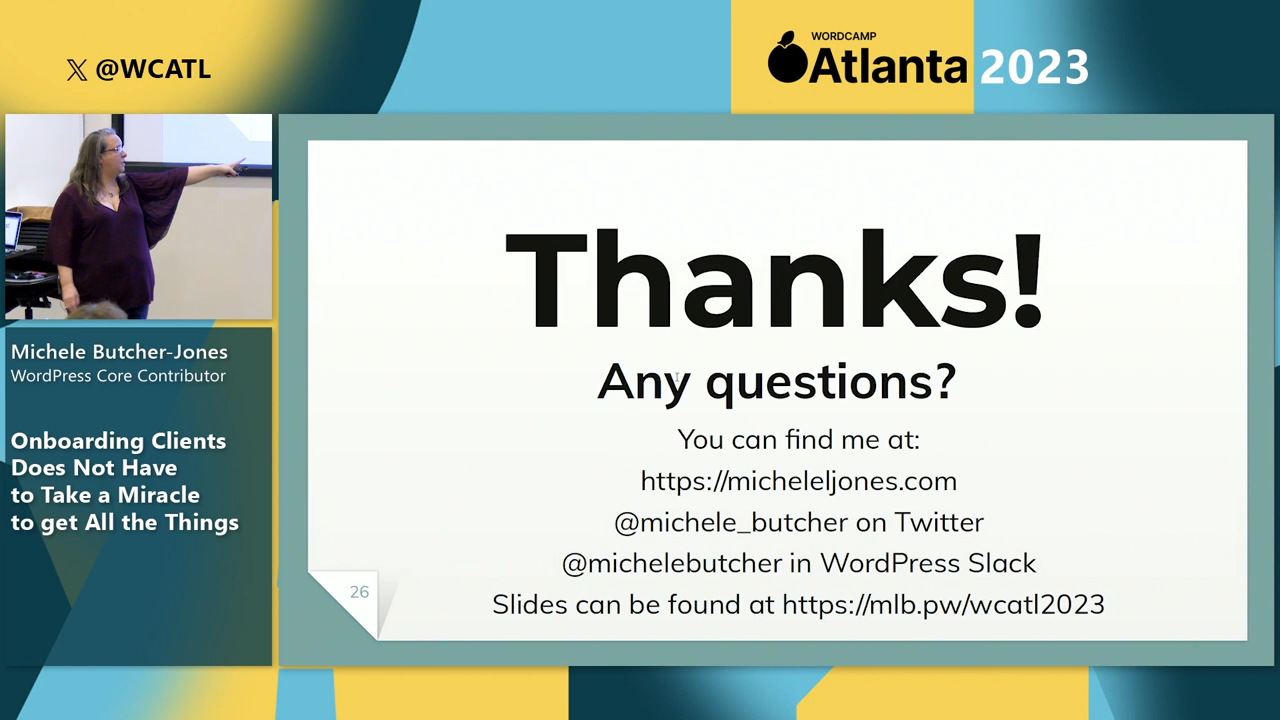 𝕏 @WCATL
WORDCAMP
Atlanta 2023
Thanks!
Any questions?
You can find me at:
https://micheleljones.com
@michele_butcher on Twitter
@michelebutcher in WordPress Slack
Slides can be found at https://mlb.pw/wcatl2023
26
Michele Butcher-Jones
WordPress Core Contributor
Onboarding Clients
Does Not Have
to Take a Miracle
to get All the Things